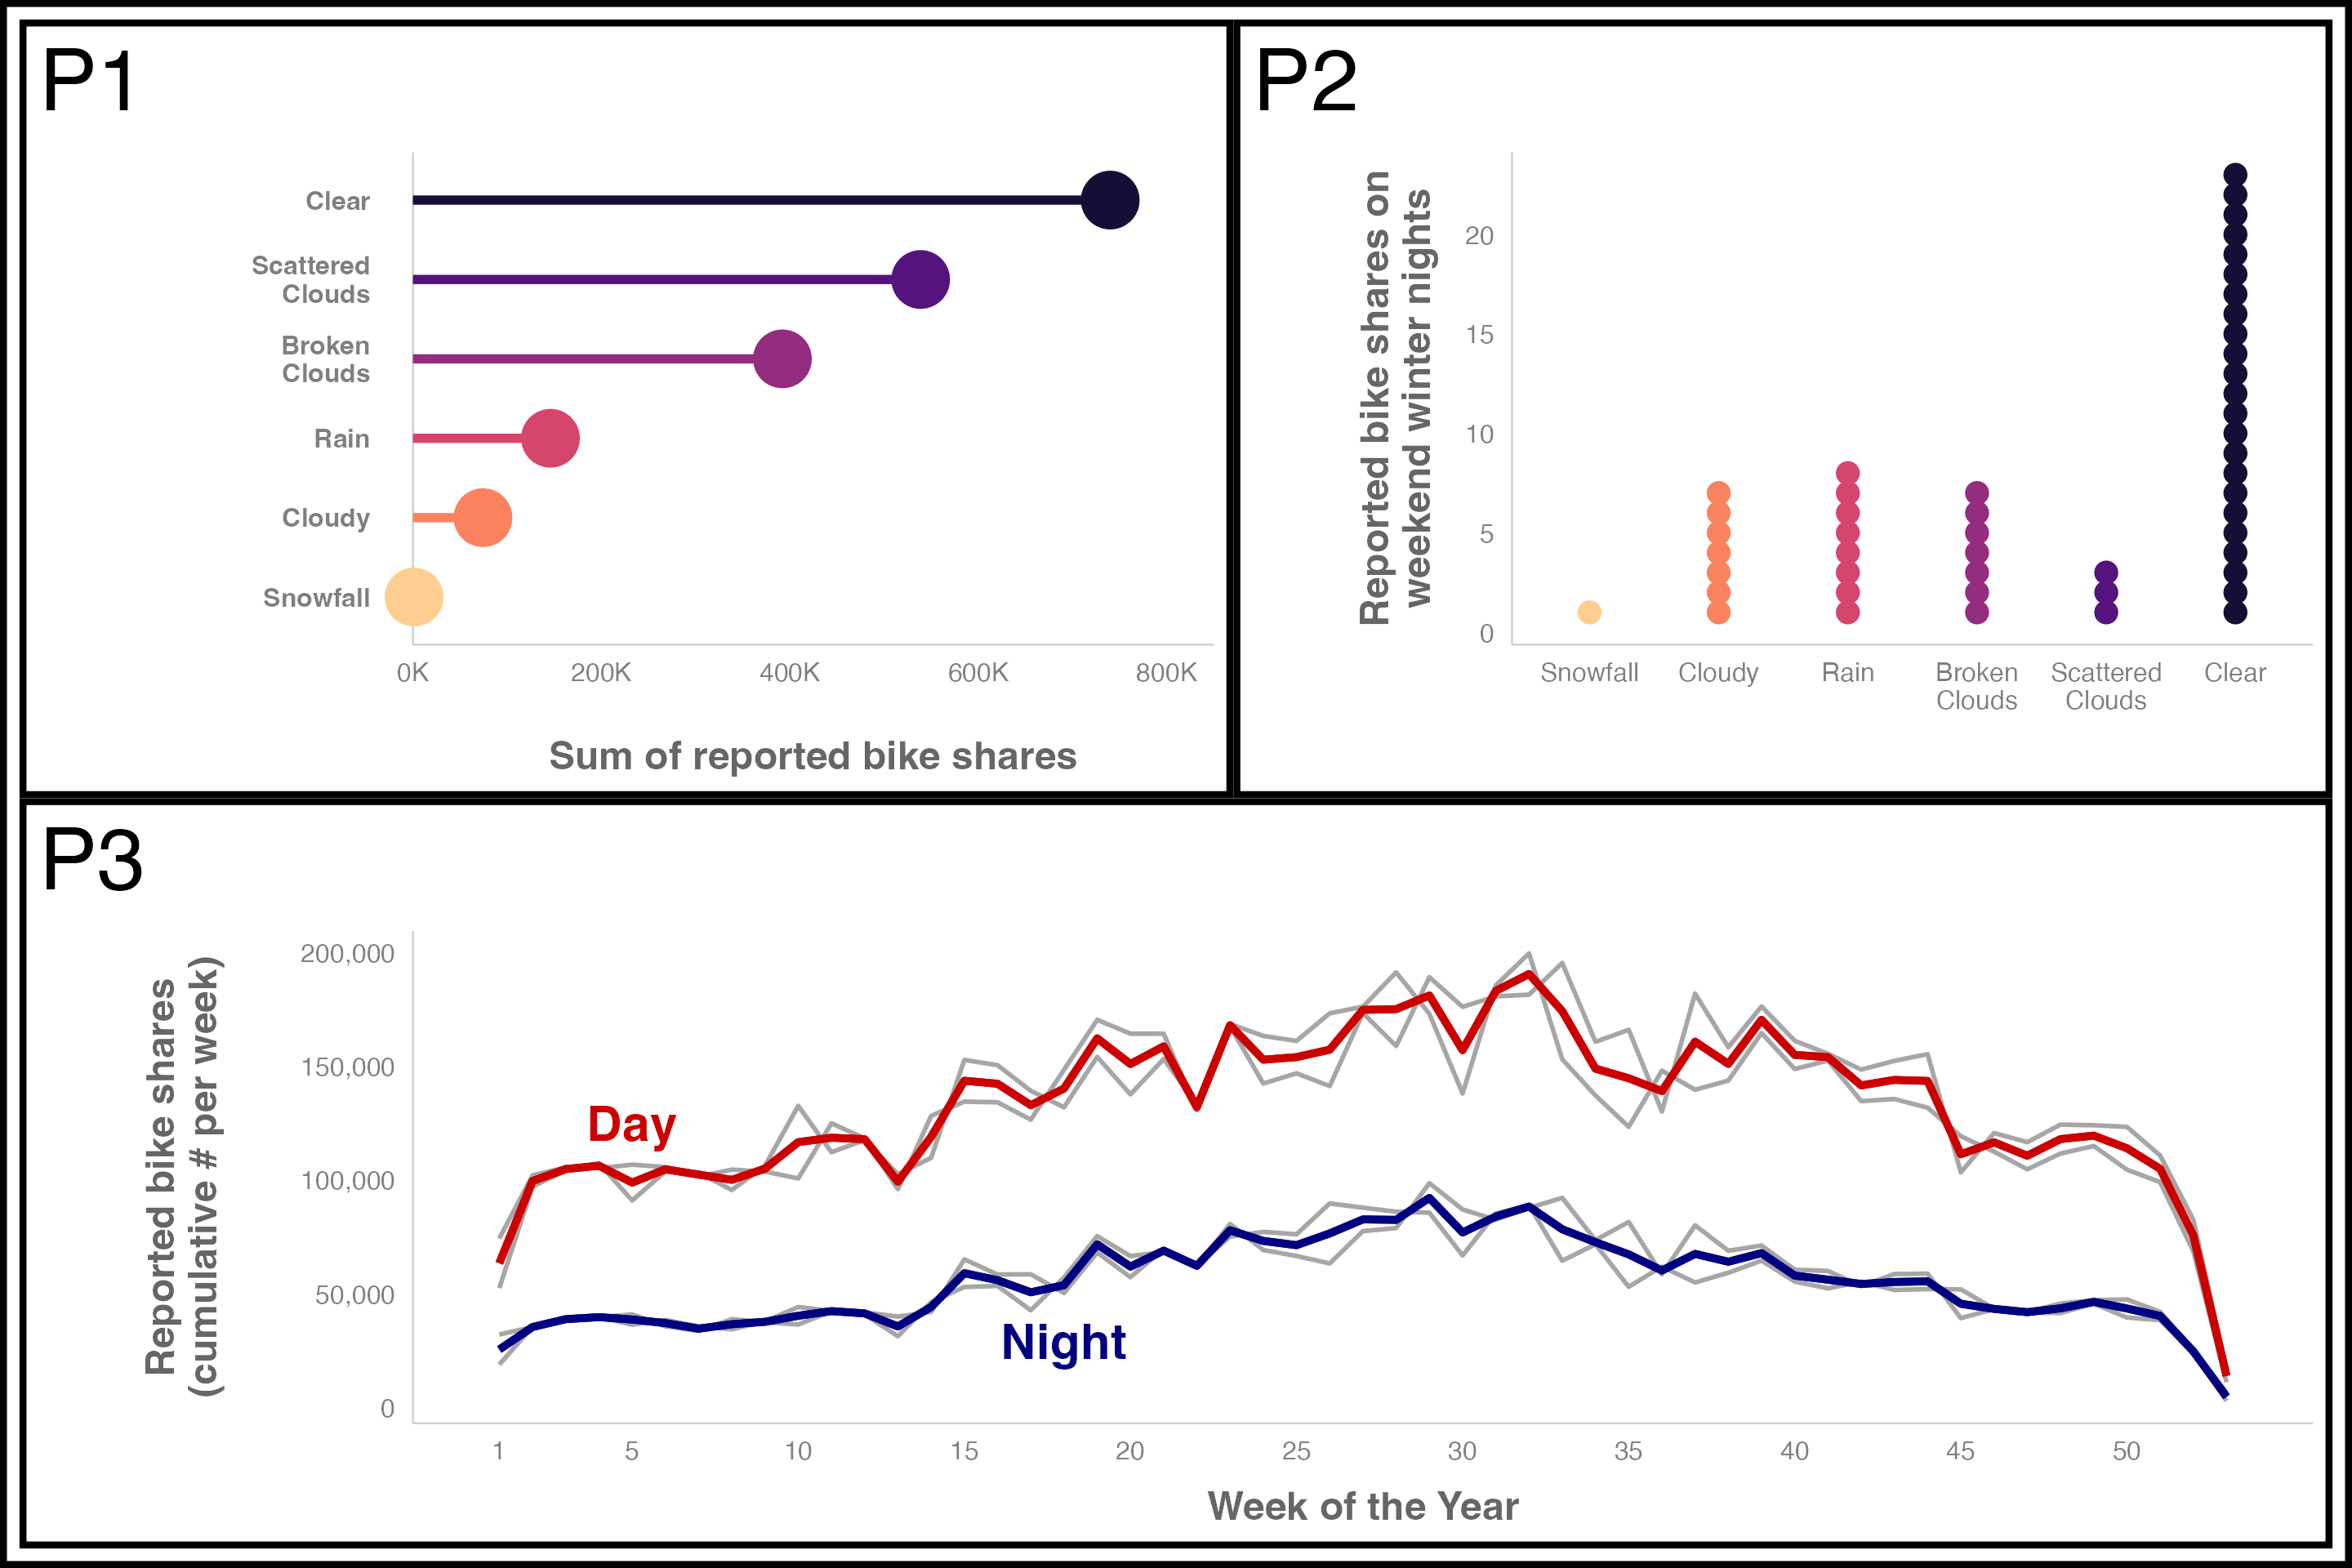 P1
Clear
Scattered
Clouds
Broken
Clouds
Rain
Cloudy
Snowfall
0K 200K 400K 600K 800K
Sum of reported bike shares
P2
Reported bike shares on
weekend winter nights
20
15
10
5
0
Snowfall Cloudy Rain Broken Clouds Scattered Clouds Clear
P3
Reported bike shares
(cumulative # per week)
200,000
150,000
100,000
50,000
0
Day
Night
1 5 10 15 20 25 30 35 40 45 50
Week of the Year